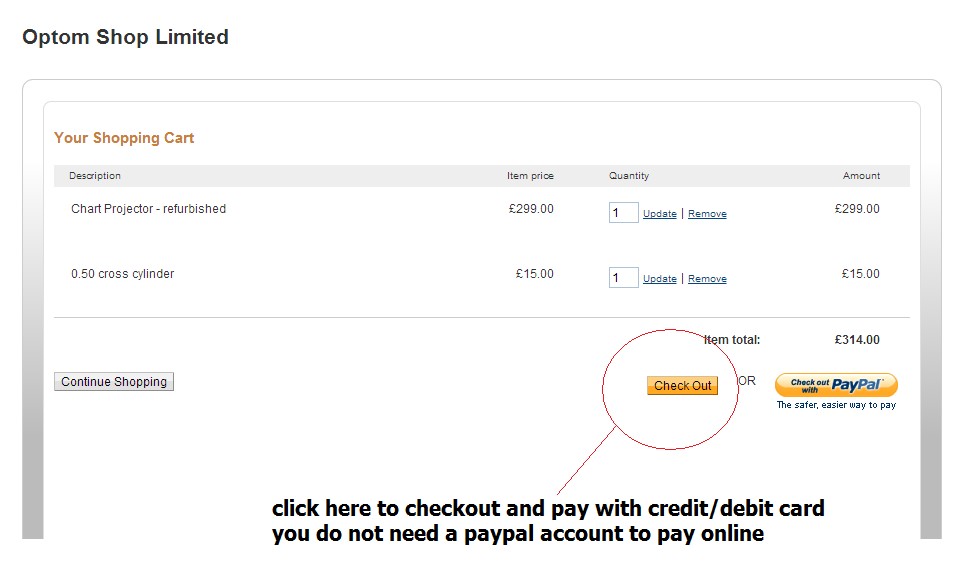 Optom Shop Limited
Your Shopping Cart
Description Item price Quantity Amount
Chart Projector - refurbished £299.00 1 Update | Remove £299.00
0.50 cross cylinder £15.00 1 Update | Remove £15.00
Item total: £314.00
Continue Shopping Check Out OR Check out with PayPal
The safer, easier way to pay
click here to checkout and pay with credit/debit card
you do not need a paypal account to pay online